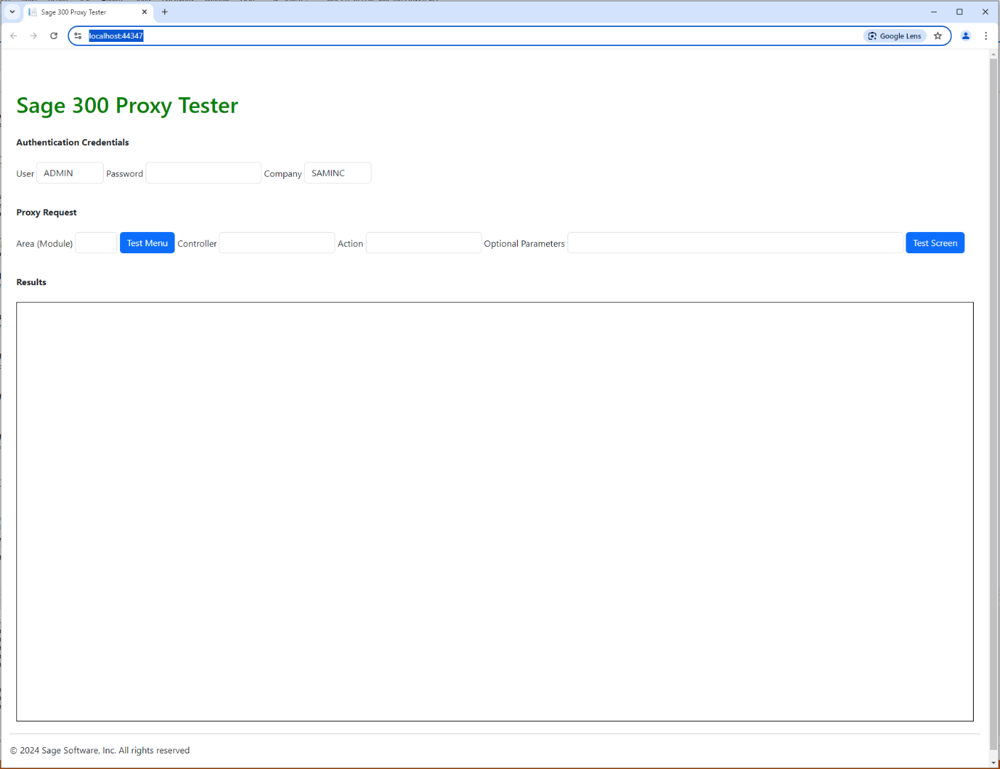 Sage 300 Proxy Tester
localhost:44347
Google Lens
Sage 300 Proxy Tester
Authentication Credentials
User ADMIN Password Company SAMINC
Proxy Request
Area (Module) Test Menu Controller Action Optional Parameters Test Screen
Results
© 2024 Sage Software, Inc. All rights reserved